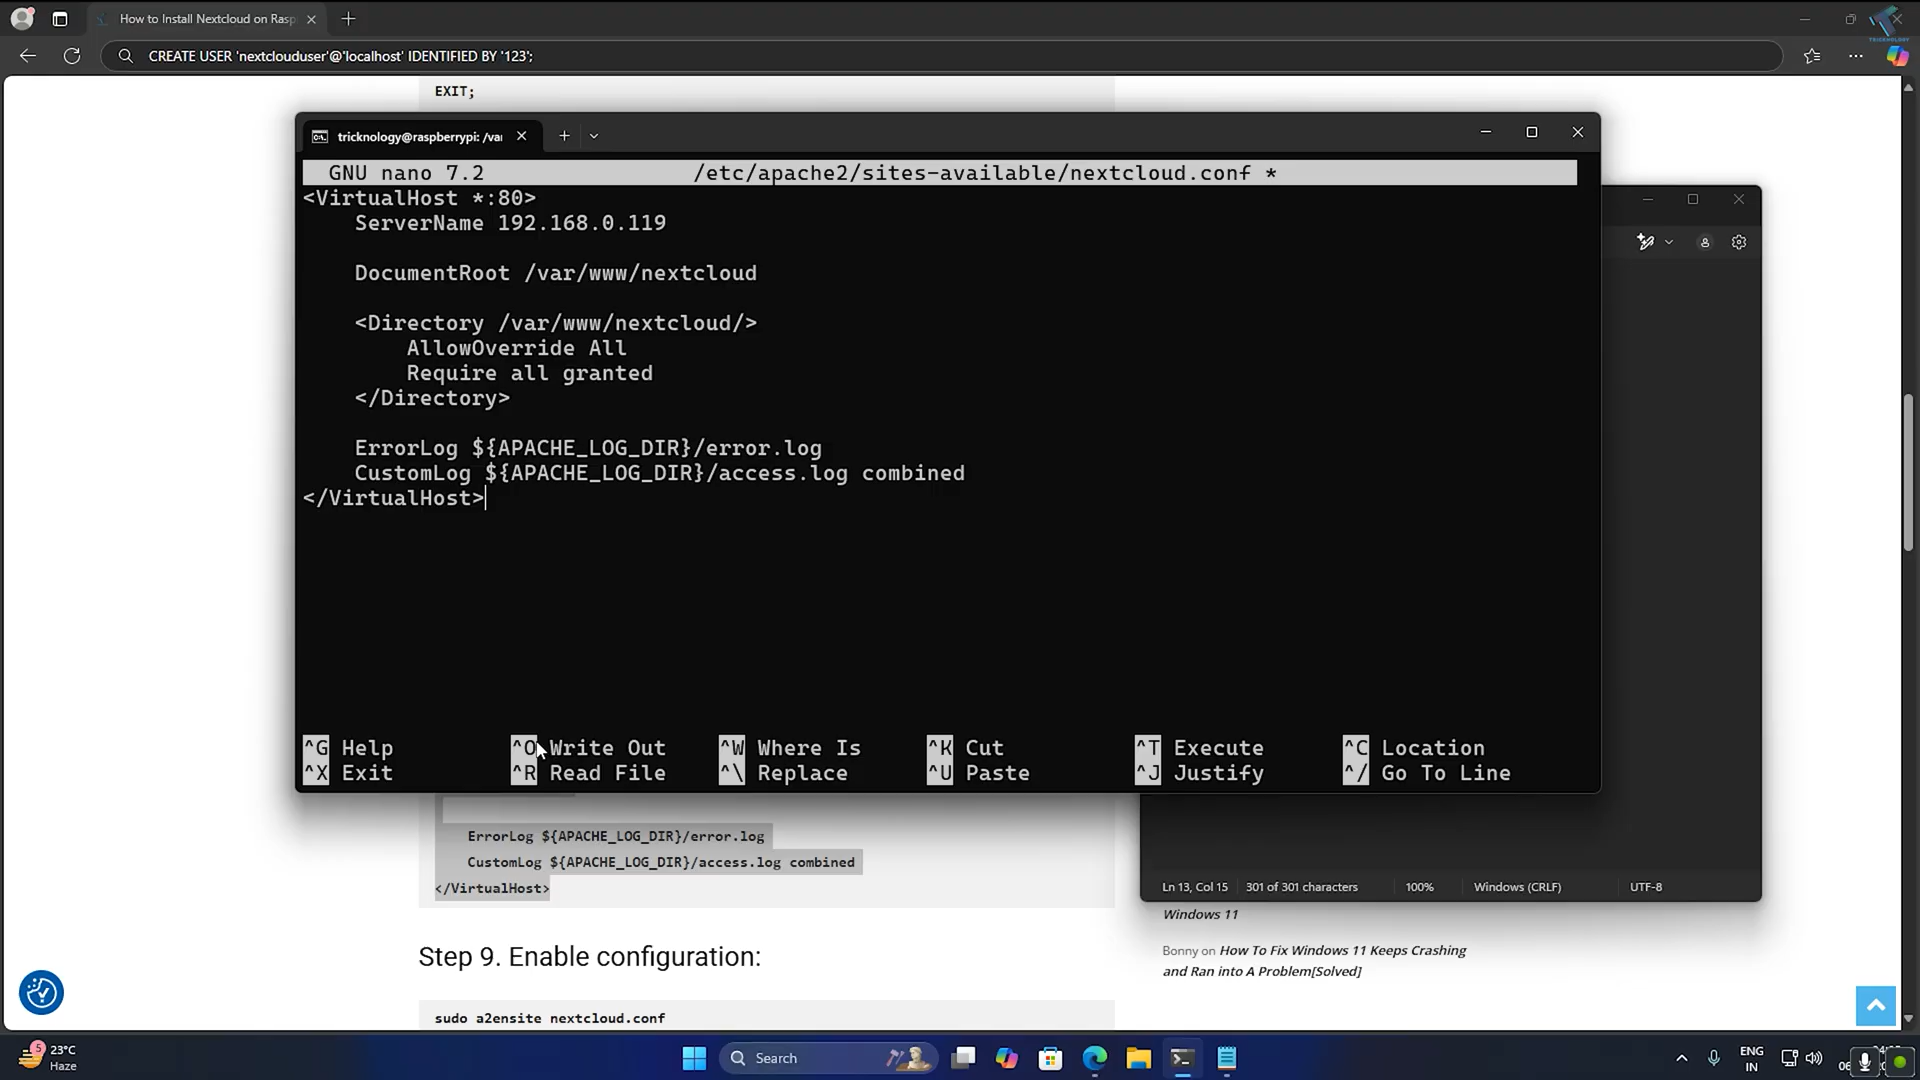 How to Install Nextcloud on Rasp
CREATE USER 'nextclouduser'@'localhost' IDENTIFIED BY '123';
TRICKNOLOGY
EXIT;
tricknology@raspberrypi: /va
GNU nano 7.2 /etc/apache2/sites-available/nextcloud.conf *
<VirtualHost *:80>
ServerName 192.168.0.119
DocumentRoot /var/www/nextcloud
<Directory /var/www/nextcloud/>
AllowOverride All
Require all granted
</Directory>
ErrorLog ${APACHE_LOG_DIR}/error.log
CustomLog ${APACHE_LOG_DIR}/access.log combined
</VirtualHost>
^G Help ^O Write Out ^W Where Is ^K Cut ^T Execute ^C Location
^X Exit ^R Read File ^\ Replace ^U Paste ^J Justify ^/ Go To Line
ErrorLog ${APACHE_LOG_DIR}/error.log
CustomLog ${APACHE_LOG_DIR}/access.log combined
</VirtualHost>
Ln 13, Col 15 301 of 301 characters 100% Windows (CRLF) UTF-8
Windows 11
Bonny on How To Fix Windows 11 Keeps Crashing
and Ran into A Problem[Solved]
Step 9. Enable configuration:
sudo a2ensite nextcloud.conf
5
23°C
Haze
Search
ENG
IN